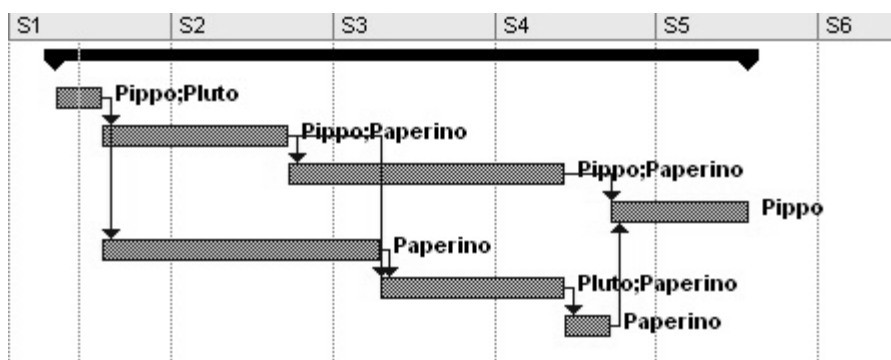 S1 S2 S3 S4 S5 S6
Pippo;Pluto
Pippo;Paperino
Pippo;Paperino
Pippo
Paperino
Pluto;Paperino
Paperino